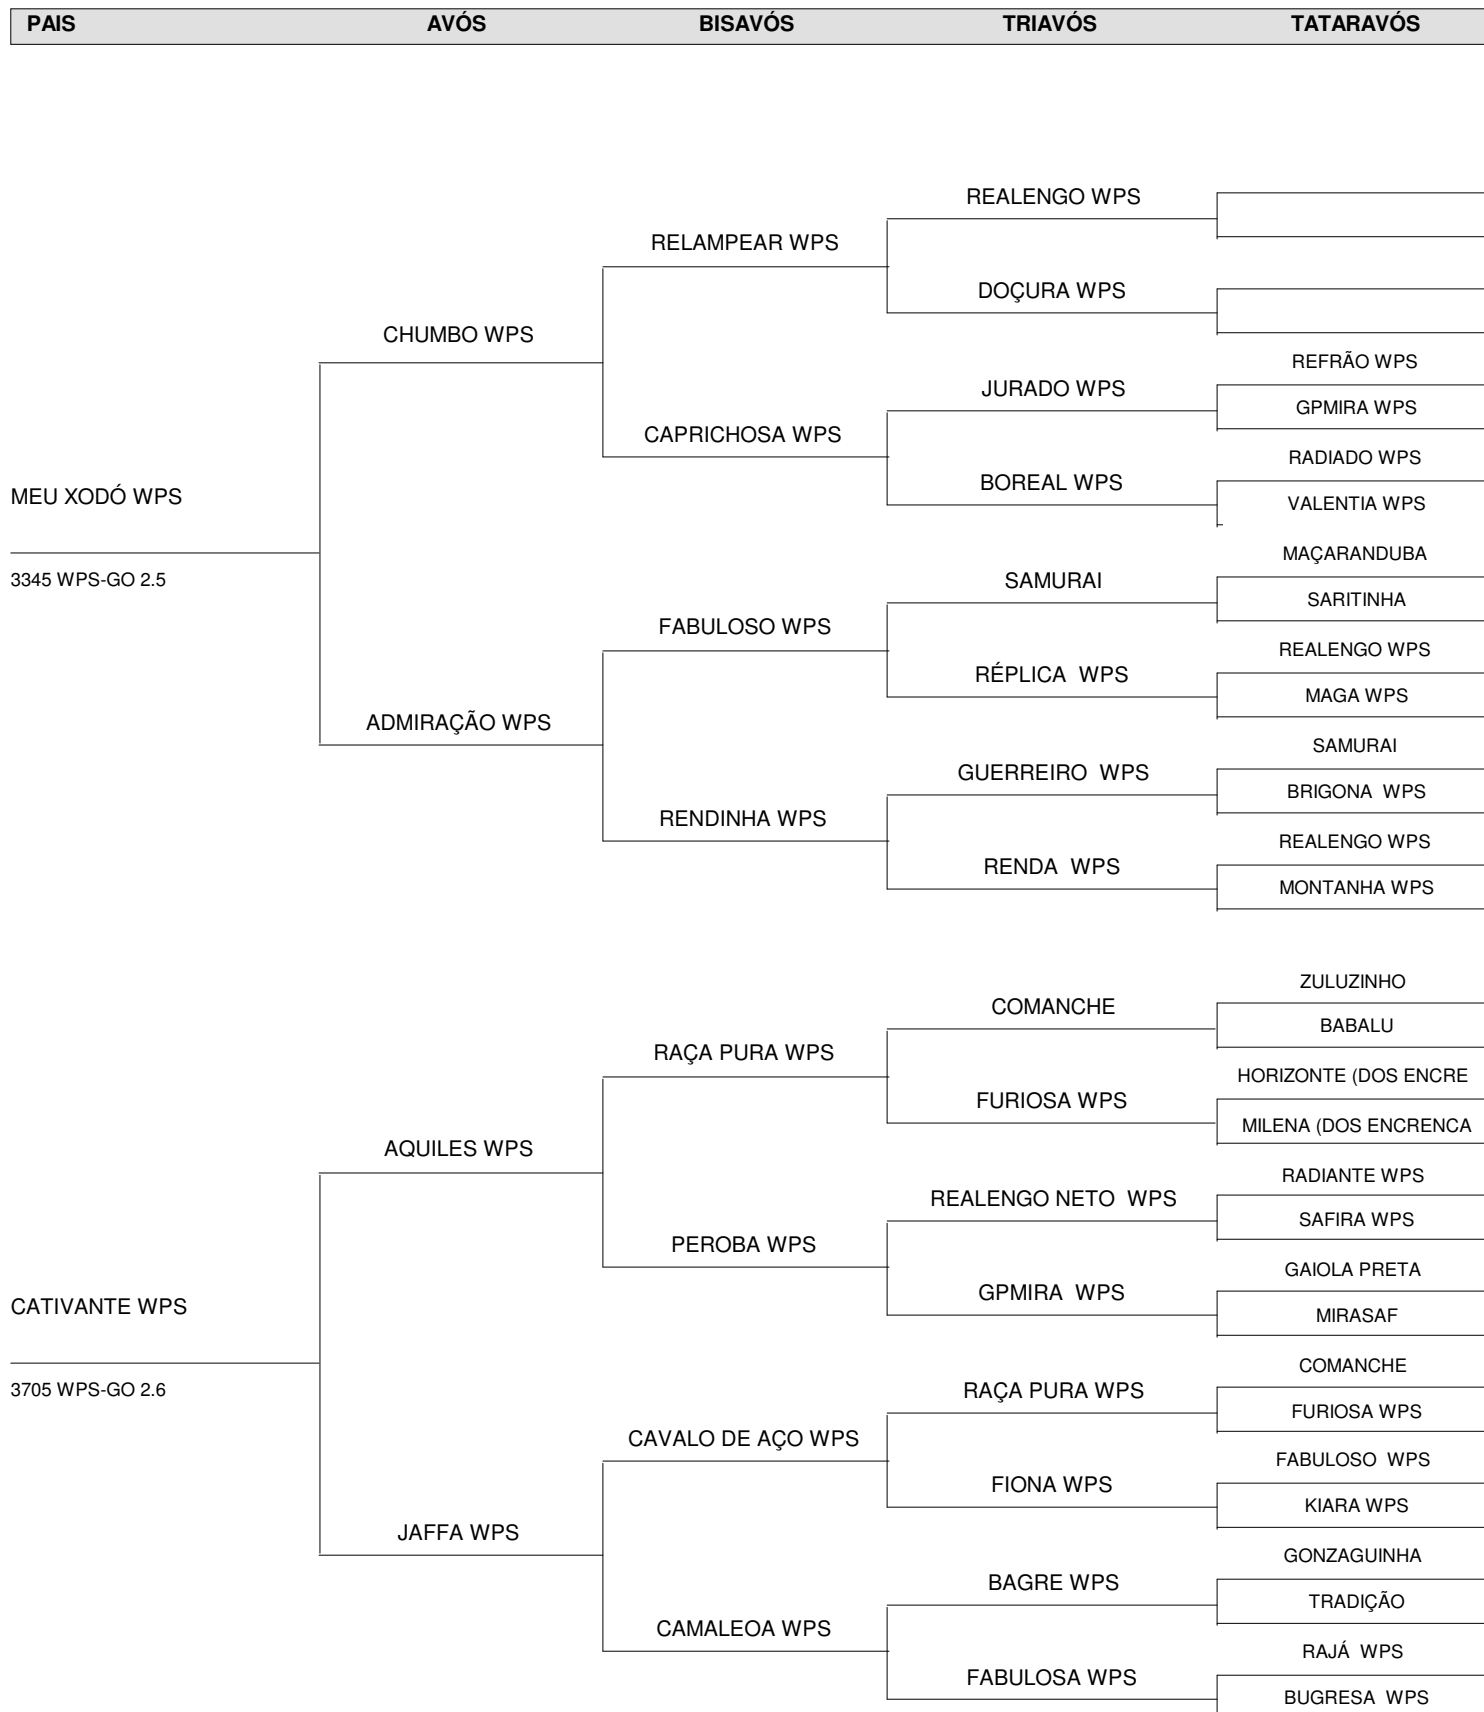 PAIS AVÓS BISAVÓS TRIAVÓS TATARAVÓS
REALENGO WPS
RELAMPEAR WPS
DOÇURA WPS
CHUMBO WPS
REFRÃO WPS
JURADO WPS
GPMIRA WPS
CAPRICHOSA WPS
RADIADO WPS
BOREAL WPS
MEU XODÓ WPS
VALENTIA WPS
MAÇARANDUBA
3345 WPS-GO 2.5
SAMURAI
SARITINHA
FABULOSO WPS
REALENGO WPS
RÉPLICA WPS
MAGA WPS
ADMIRAÇÃO WPS
SAMURAI
GUERREIRO WPS
BRIGONA WPS
RENDINHA WPS
REALENGO WPS
RENDA WPS
MONTANHA WPS
ZULUZINHO
COMANCHE
BABALU
RAÇA PURA WPS
HORIZONTE (DOS ENCRE
FURIOSA WPS
MILENA (DOS ENCRENCA
AQUILES WPS
RADIANTE WPS
REALENGO NETO WPS
SAFIRA WPS
PEROBA WPS
GAIOLA PRETA
GPMIRA WPS
CATIVANTE WPS
MIRASAF
COMANCHE
3705 WPS-GO 2.6
RAÇA PURA WPS
FURIOSA WPS
CAVALO DE AÇO WPS
FABULOSO WPS
FIONA WPS
KIARA WPS
JAFFA WPS
GONZAGUINHA
BAGRE WPS
TRADIÇÃO
CAMALEOA WPS
RAJÁ WPS
FABULOSA WPS
BUGRESA WPS